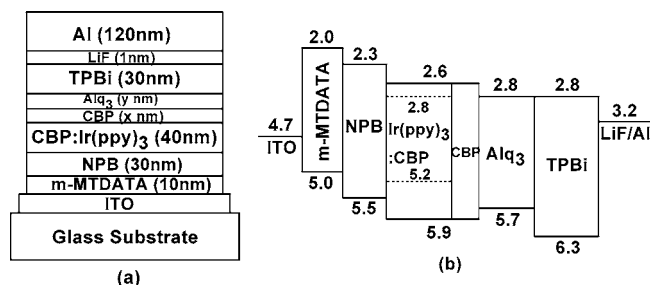 Al (120nm)
LiF (1nm)
TPBi (30nm)
Alq3 (y nm)
CBP (x nm)
CBP:Ir(ppy)3 (40nm)
NPB (30nm)
m-MTDATA (10nm)
ITO
Glass Substrate
(a)
2.0
2.3
2.6
2.8
2.8
2.8
3.2
4.7
ITO
m-MTDATA
NPB
Ir(ppy)3
:CBP
5.2
CBP
Alq3
TPBi
LiF/Al
5.0
5.5
5.9
5.7
6.3
(b)